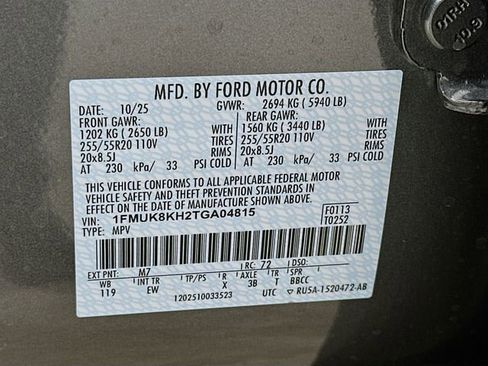 DIRH
10.9
MFD. BY FORD MOTOR CO.
DATE: 10/25 GVWR: 2694 KG ( 5940 LB)
FRONT GAWR: REAR GAWR:
1202 KG ( 2650 LB) WITH 1560 KG ( 3440 LB) WITH
255/55R20 110V TIRES 255/55R20 110V TIRES
20x8.5J RIMS 20x8.5J RIMS
AT 230 kPa/ 33 PSI COLD AT 230 kPa/ 33 PSI COLD
THIS VEHICLE CONFORMS TO ALL APPLICABLE FEDERAL MOTOR
VEHICLE SAFETY AND THEFT PREVENTION STANDARDS IN
EFFECT ON THE DATE OF MANUFACTURE SHOWN ABOVE.
VIN: 1FMUK8KH2TGA04815 F0113
TYPE: MPV T0252
EXT PNT: M7 RC: 72 DSO:
WB INT TR TP/PS R AXLE TR SPR
119 EW X 3B T BBCC
1202510033523 UTC RU5A-1520472-AB